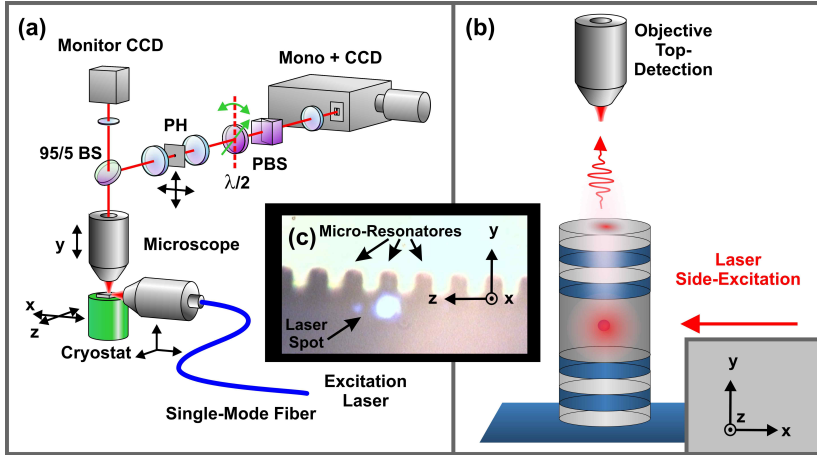 (a)
Monitor CCD
Mono + CCD
PH
95/5 BS
PBS
λ/2
y
Microscope
x
z
Cryostat
Single-Mode Fiber
Excitation
Laser
(c)
Micro-Resonatores
y
z
x
Laser
Spot
(b)
Objective
Top-
Detection
Laser
Side-Excitation
y
z
x